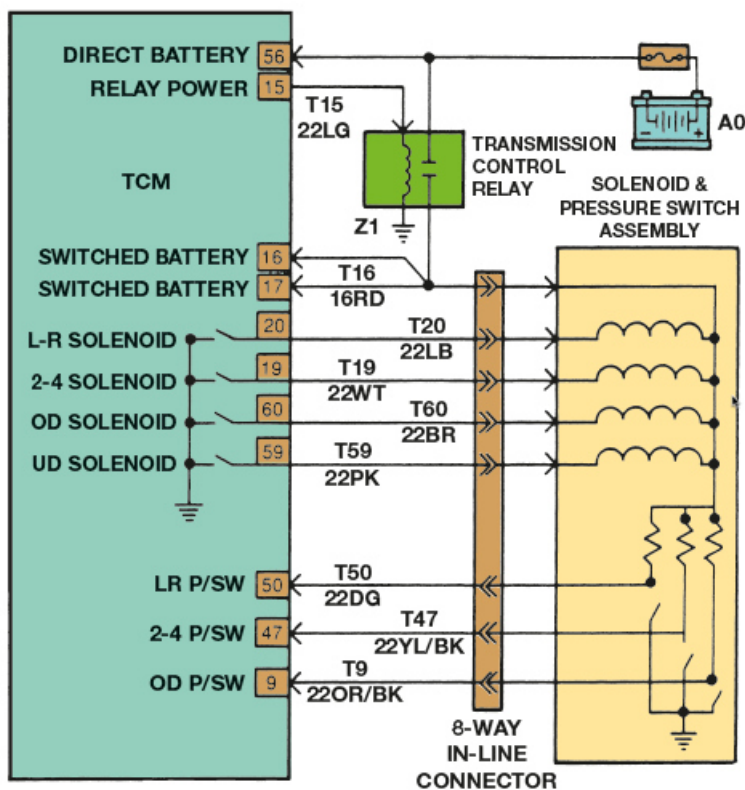 DIRECT BATTERY 56
RELAY POWER 15
T15
22LG
TCM
TRANSMISSION
CONTROL
RELAY
Z1
A0
- +
SOLENOID &
PRESSURE SWITCH
ASSEMBLY
SWITCHED BATTERY 16
SWITCHED BATTERY 17
T16
16RD
L-R SOLENOID 20
T20
22LB
2-4 SOLENOID 19
T19
22WT
OD SOLENOID 60
T60
22BR
UD SOLENOID 59
T59
22PK
LR P/SW 50
T50
22DG
2-4 P/SW 47
T47
22YL/BK
OD P/SW 9
T9
22OR/BK
8-WAY
IN-LINE
CONNECTOR